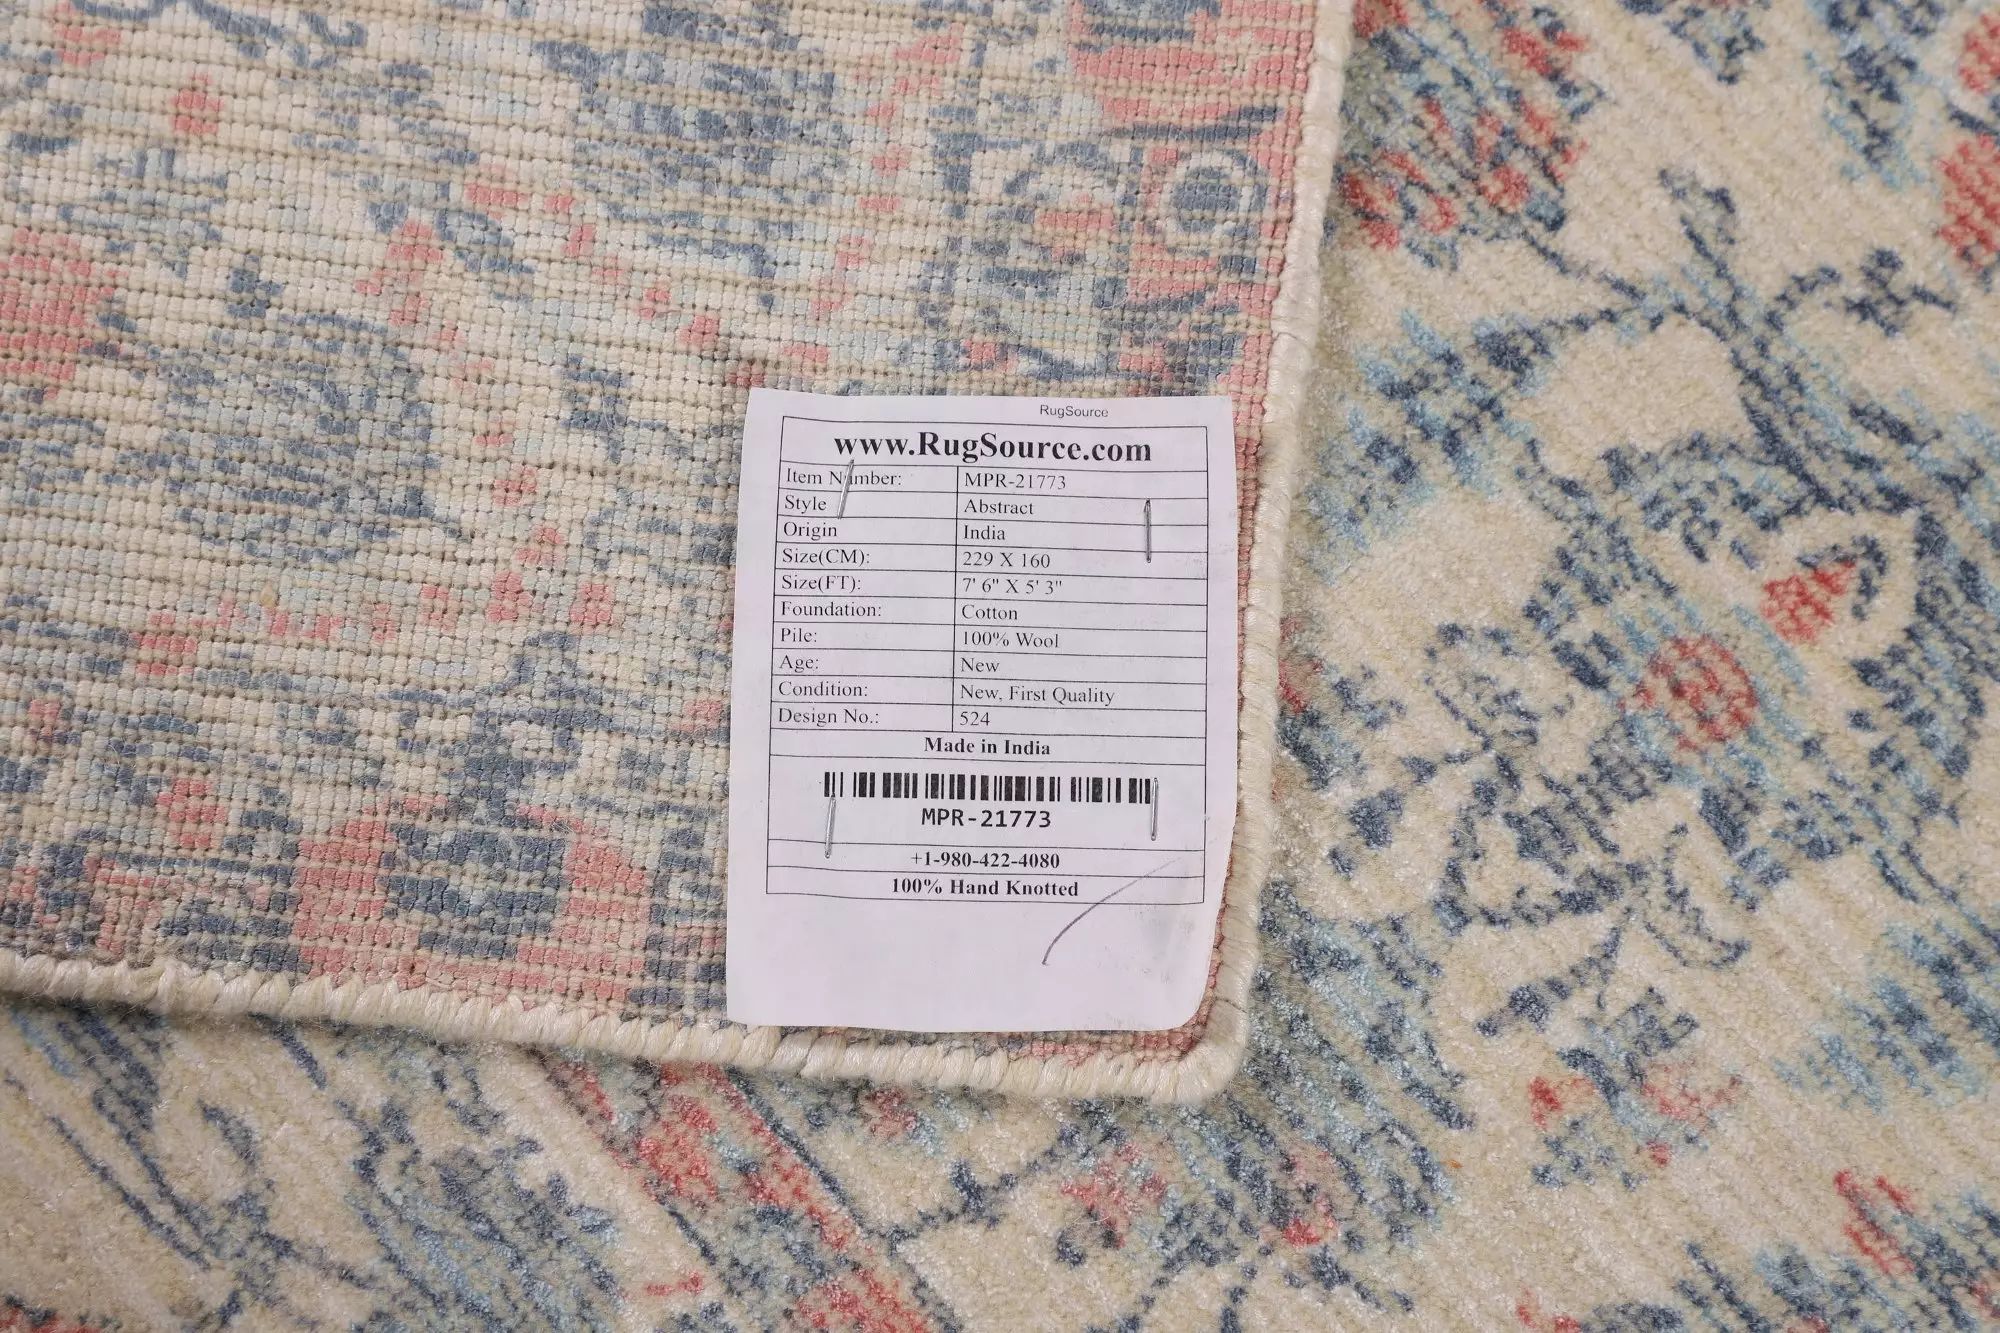 RugSource
www.RugSource.com
Item Number: MPR-21773
Style Abstract
Origin India
Size(CM): 229 X 160
Size(FT): 7' 6" X 5' 3"
Foundation: Cotton
Pile: 100% Wool
Age: New
Condition: New, First Quality
Design No.: 524
Made in India
MPR-21773
+1-980-422-4080
100% Hand Knotted